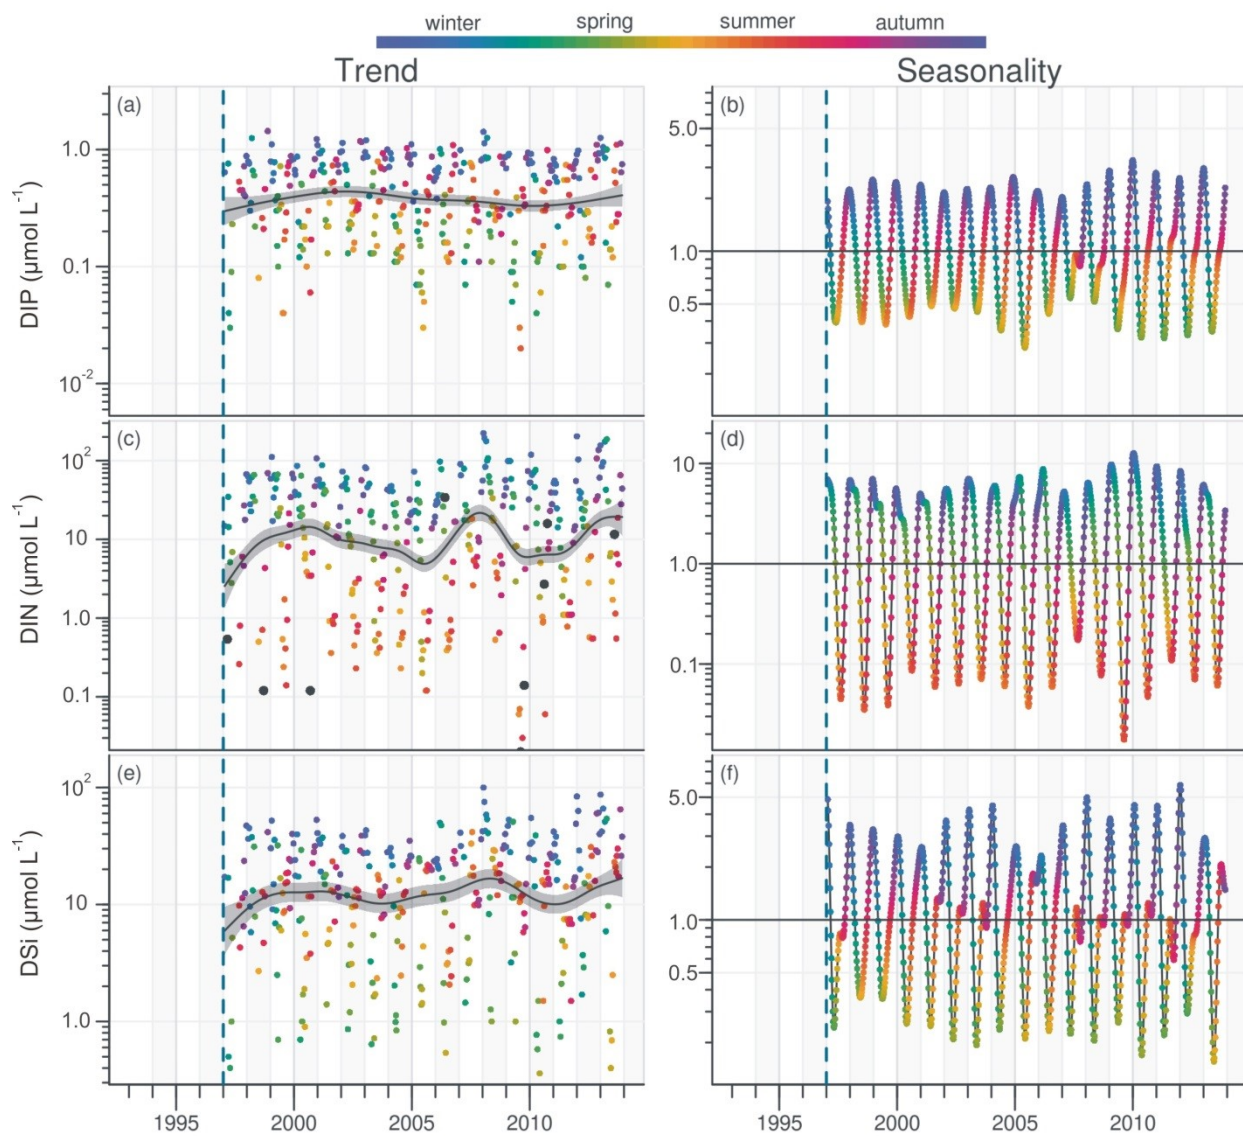 winter spring summer autumn
Trend Seasonality
(a) (b)
1.0
0.1
10⁻²
DIP (µmol L⁻¹)
5.0
1.0
0.5
(c) (d)
10²
10
1.0
0.1
DIN (µmol L⁻¹)
10
1.0
0.1
(e) (f)
10²
10
1.0
DSi (µmol L⁻¹)
5.0
1.0
0.5
1995 2000 2005 2010 1995 2000 2005 2010